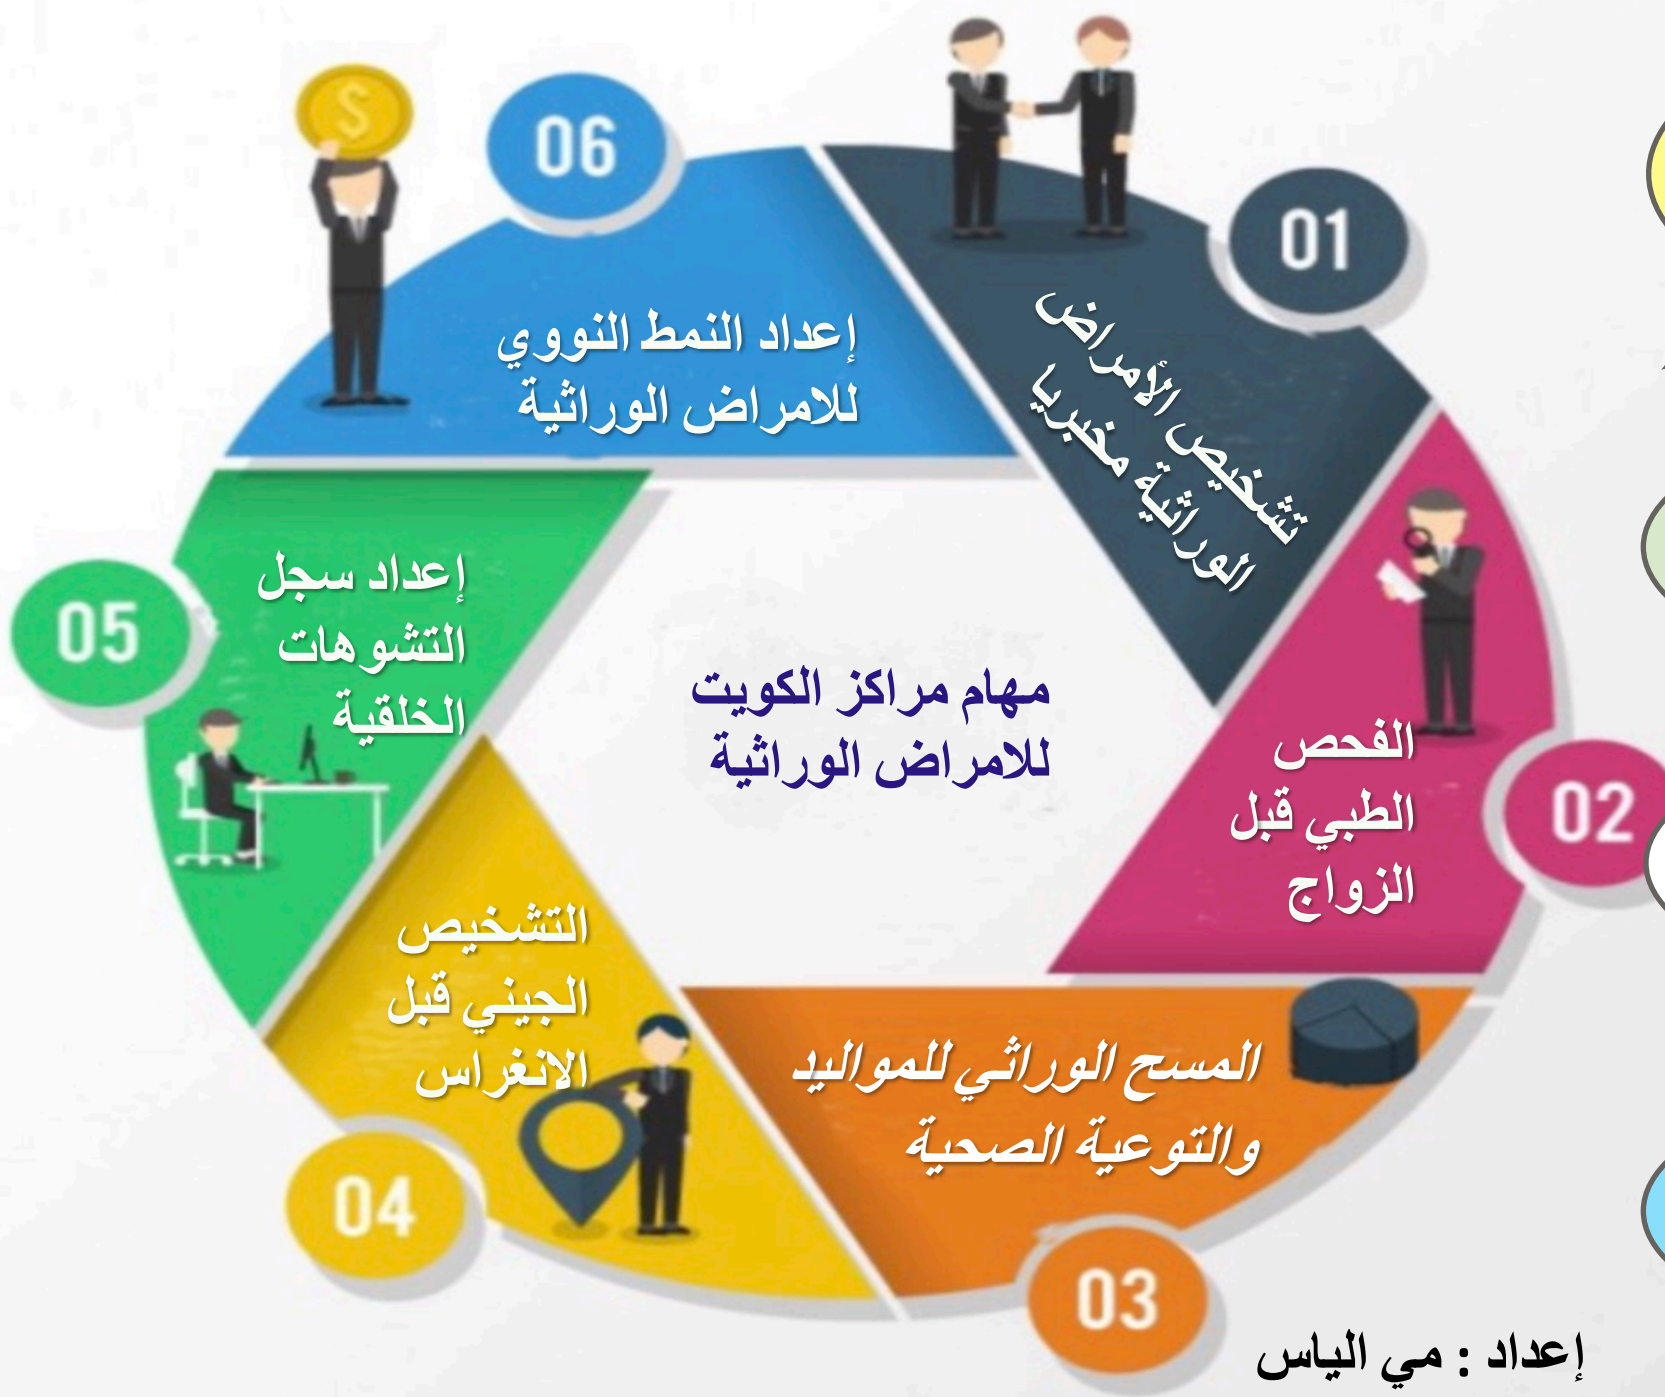 مهام مراكز الكويت
للامراض الوراثية
01
تشخيص الأمراض
الوراثية مخبريا
02
الفحص
الطبي قبل
الزواج
03
المسح الوراثي للمواليد
والتوعية الصحية
04
التشخيص
الجيني قبل
الانغراس
05
إعداد سجل
التشوهات
الخلقية
06
إعداد النمط النووي
للامراض الوراثية
$
إعداد : مي الياس